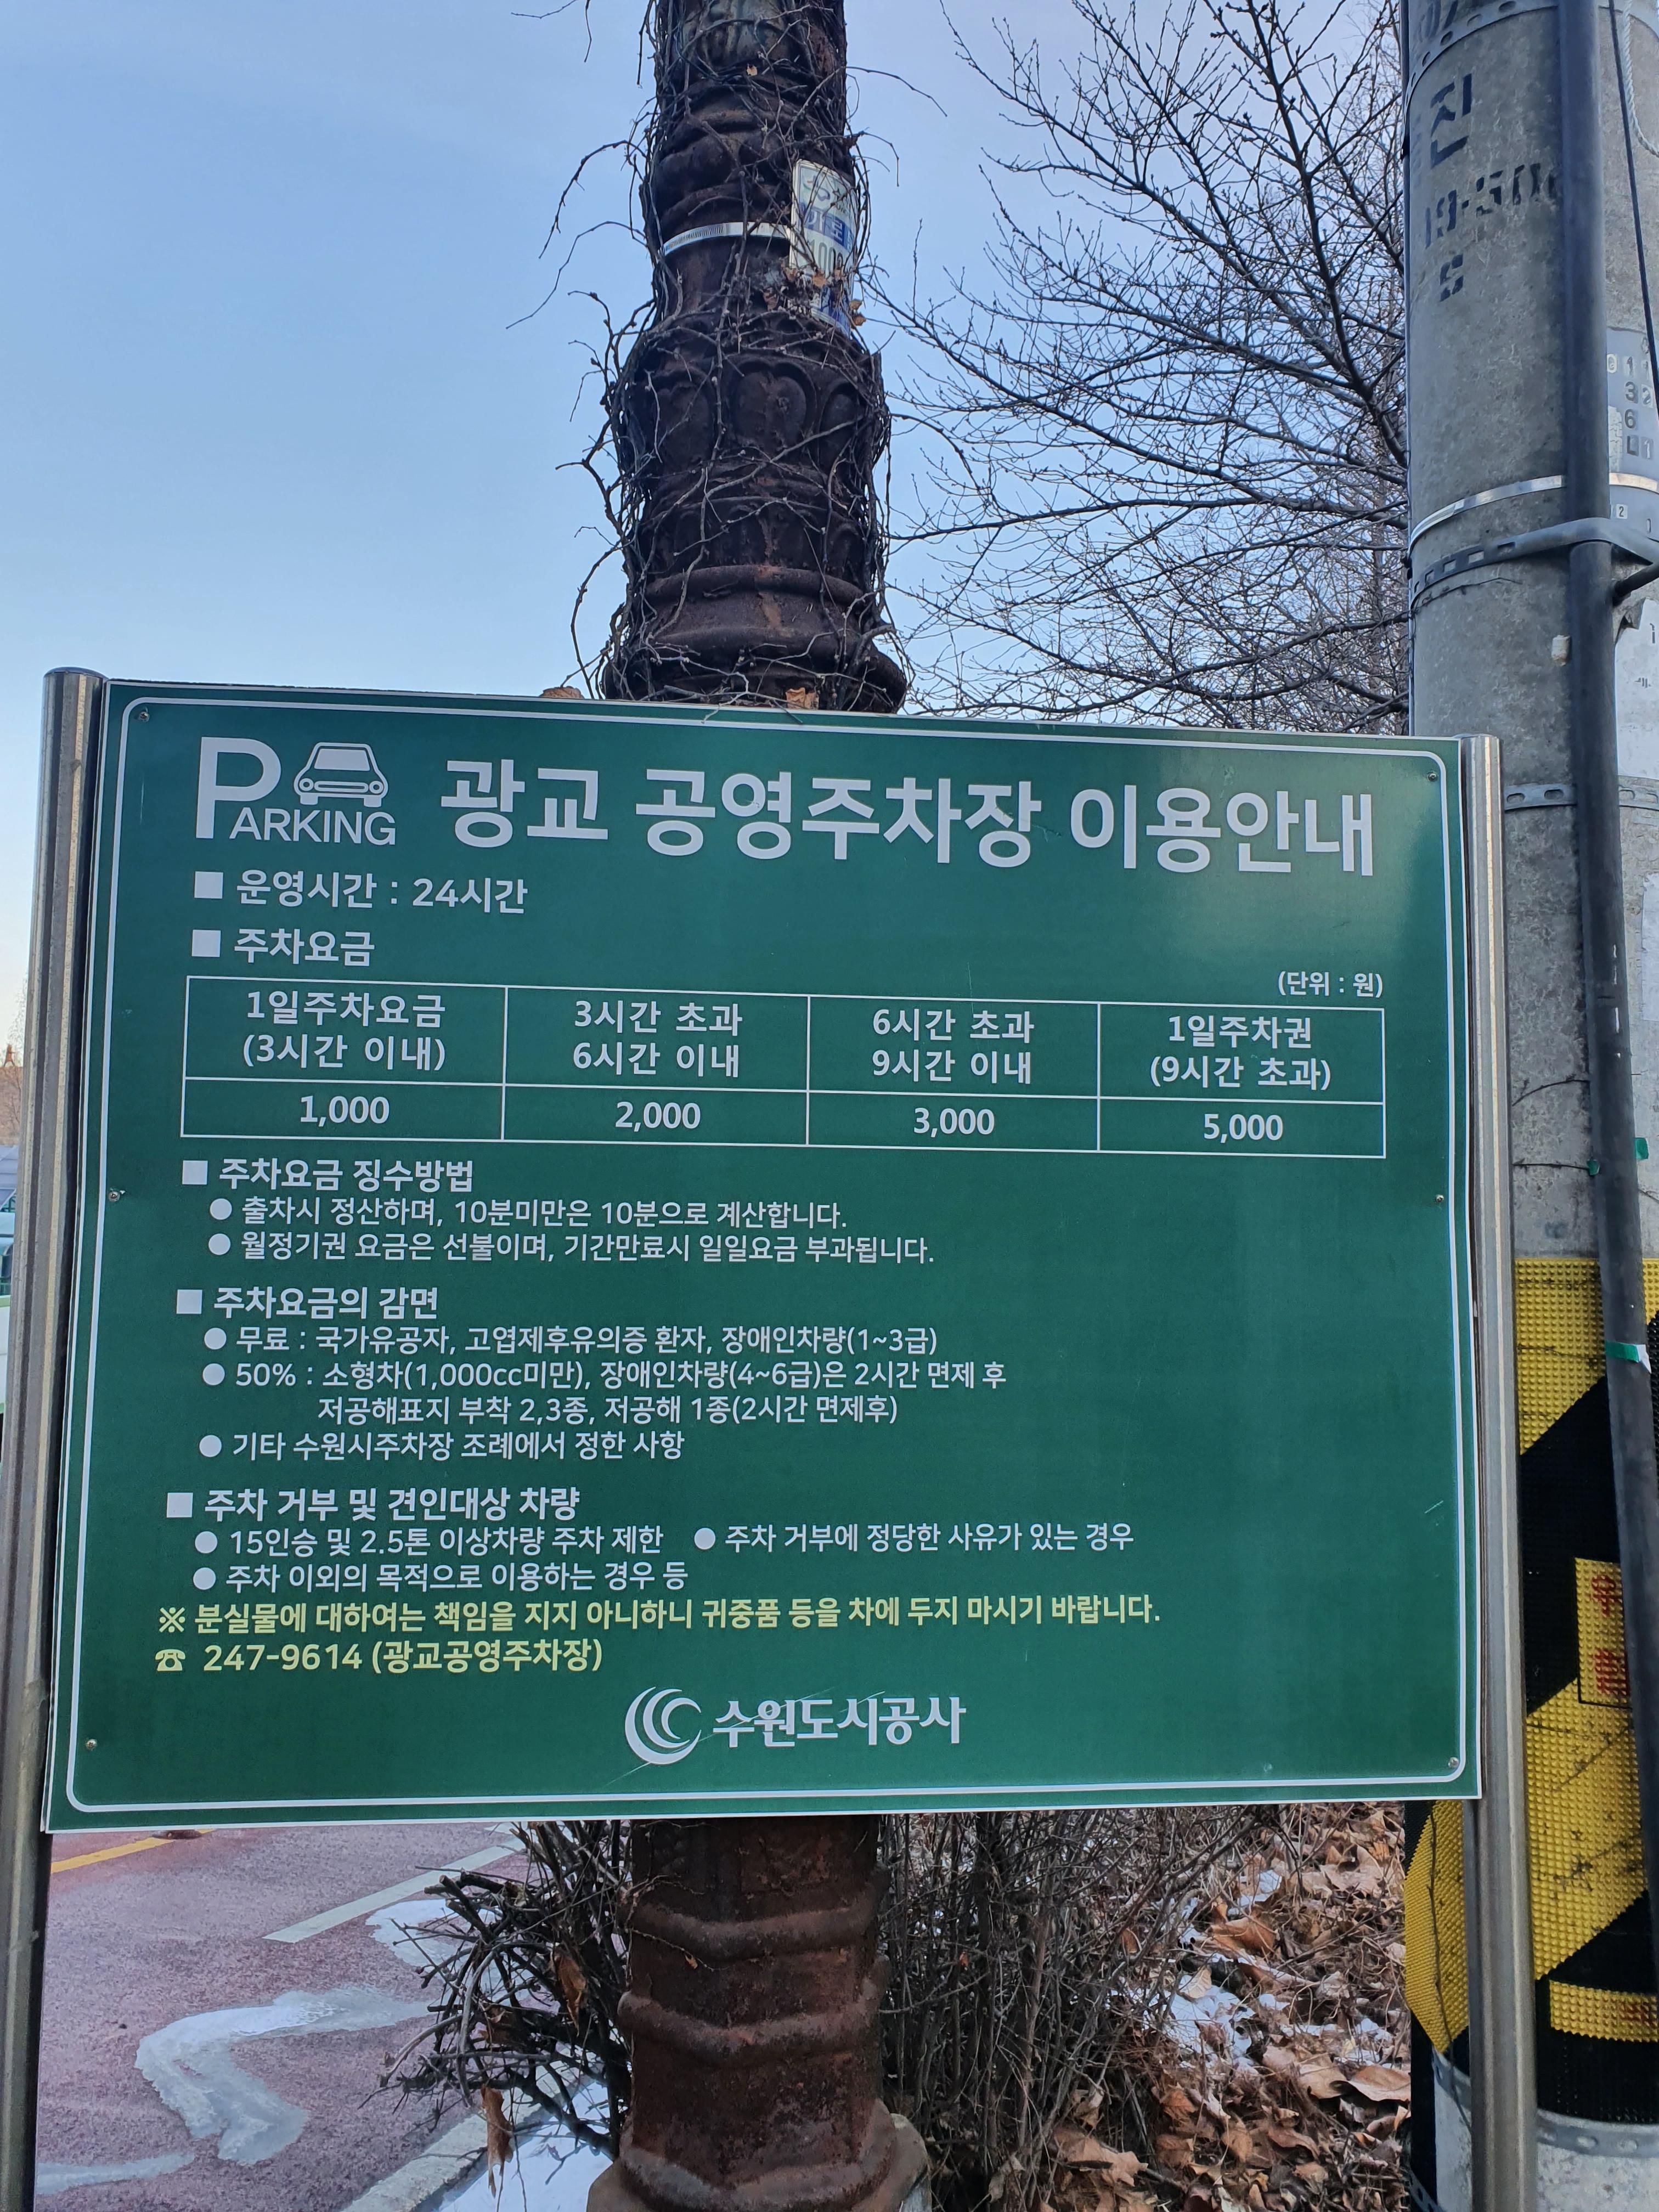 진
PARKING 광교 공영주차장 이용안내
■ 운영시간 : 24시간
■ 주차요금
(단위 : 원)
1일주차요금 (3시간 이내) 3시간 초과 6시간 이내 6시간 초과 9시간 이내 1일주차권 (9시간 초과)
1,000 2,000 3,000 5,000
■ 주차요금 징수방법
● 출차시 정산하며, 10분미만은 10분으로 계산합니다.
● 월정기권 요금은 선불이며, 기간만료시 일일요금 부과됩니다.
■ 주차요금의 감면
● 무료 : 국가유공자, 고엽제후유의증 환자, 장애인차량(1~3급)
● 50% : 소형차(1,000cc미만), 장애인차량(4~6급)은 2시간 면제 후
저공해표지 부착 2,3종, 저공해 1종(2시간 면제후)
● 기타 수원시주차장 조례에서 정한 사항
■ 주차 거부 및 견인대상 차량
● 15인승 및 2.5톤 이상차량 주차 제한 ● 주차 거부에 정당한 사유가 있는 경우
● 주차 이외의 목적으로 이용하는 경우 등
※ 분실물에 대하여는 책임을 지지 아니하니 귀중품 등을 차에 두지 마시기 바랍니다.
☎ 247-9614 (광교공영주차장)
수원도시공사